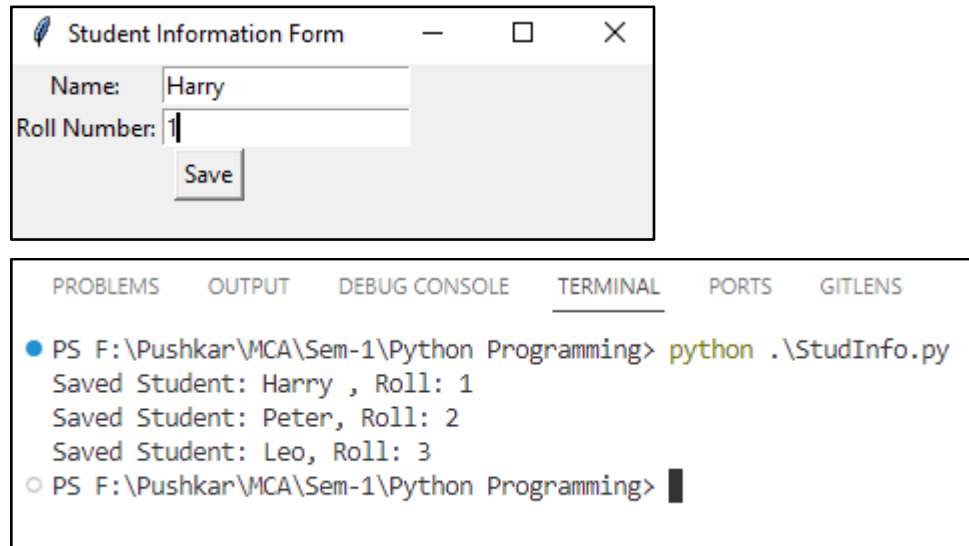 Student Information Form
Name: Harry
Roll Number: 1
Save
PROBLEMS OUTPUT DEBUG CONSOLE TERMINAL PORTS GITLENS
PS F:\Pushkar\MCA\Sem-1\Python Programming> python .\StudInfo.py
Saved Student: Harry , Roll: 1
Saved Student: Peter, Roll: 2
Saved Student: Leo, Roll: 3
PS F:\Pushkar\MCA\Sem-1\Python Programming>